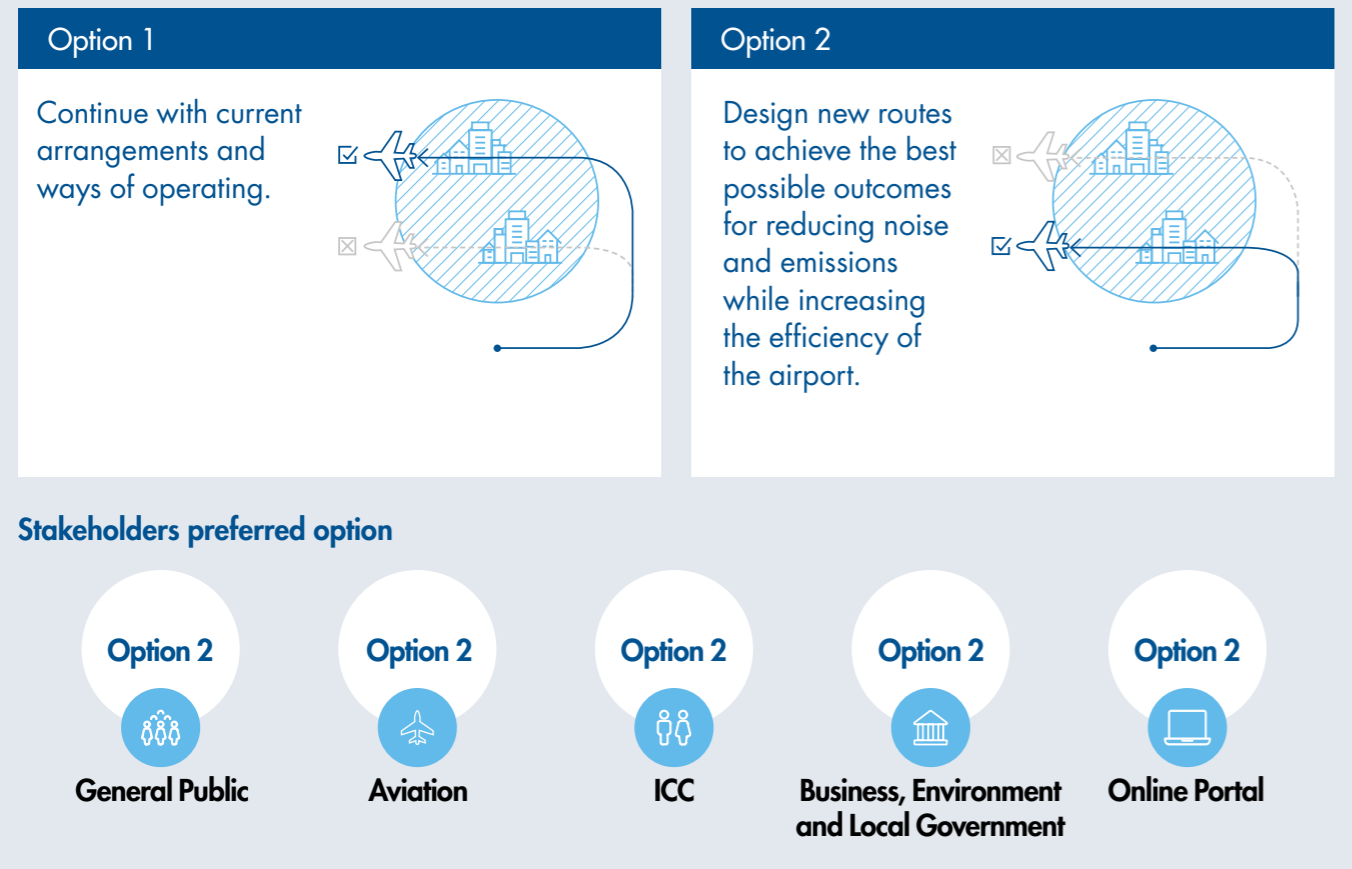 Option 1
Continue with current
arrangements and
ways of operating.
Option 2
Design new routes
to achieve the best
possible outcomes
for reducing noise
and emissions
while increasing
the efficiency of
the airport.
Stakeholders preferred option
Option 2
General Public
Option 2
Aviation
Option 2
ICC
Option 2
Business, Environment
and Local Government
Option 2
Online Portal